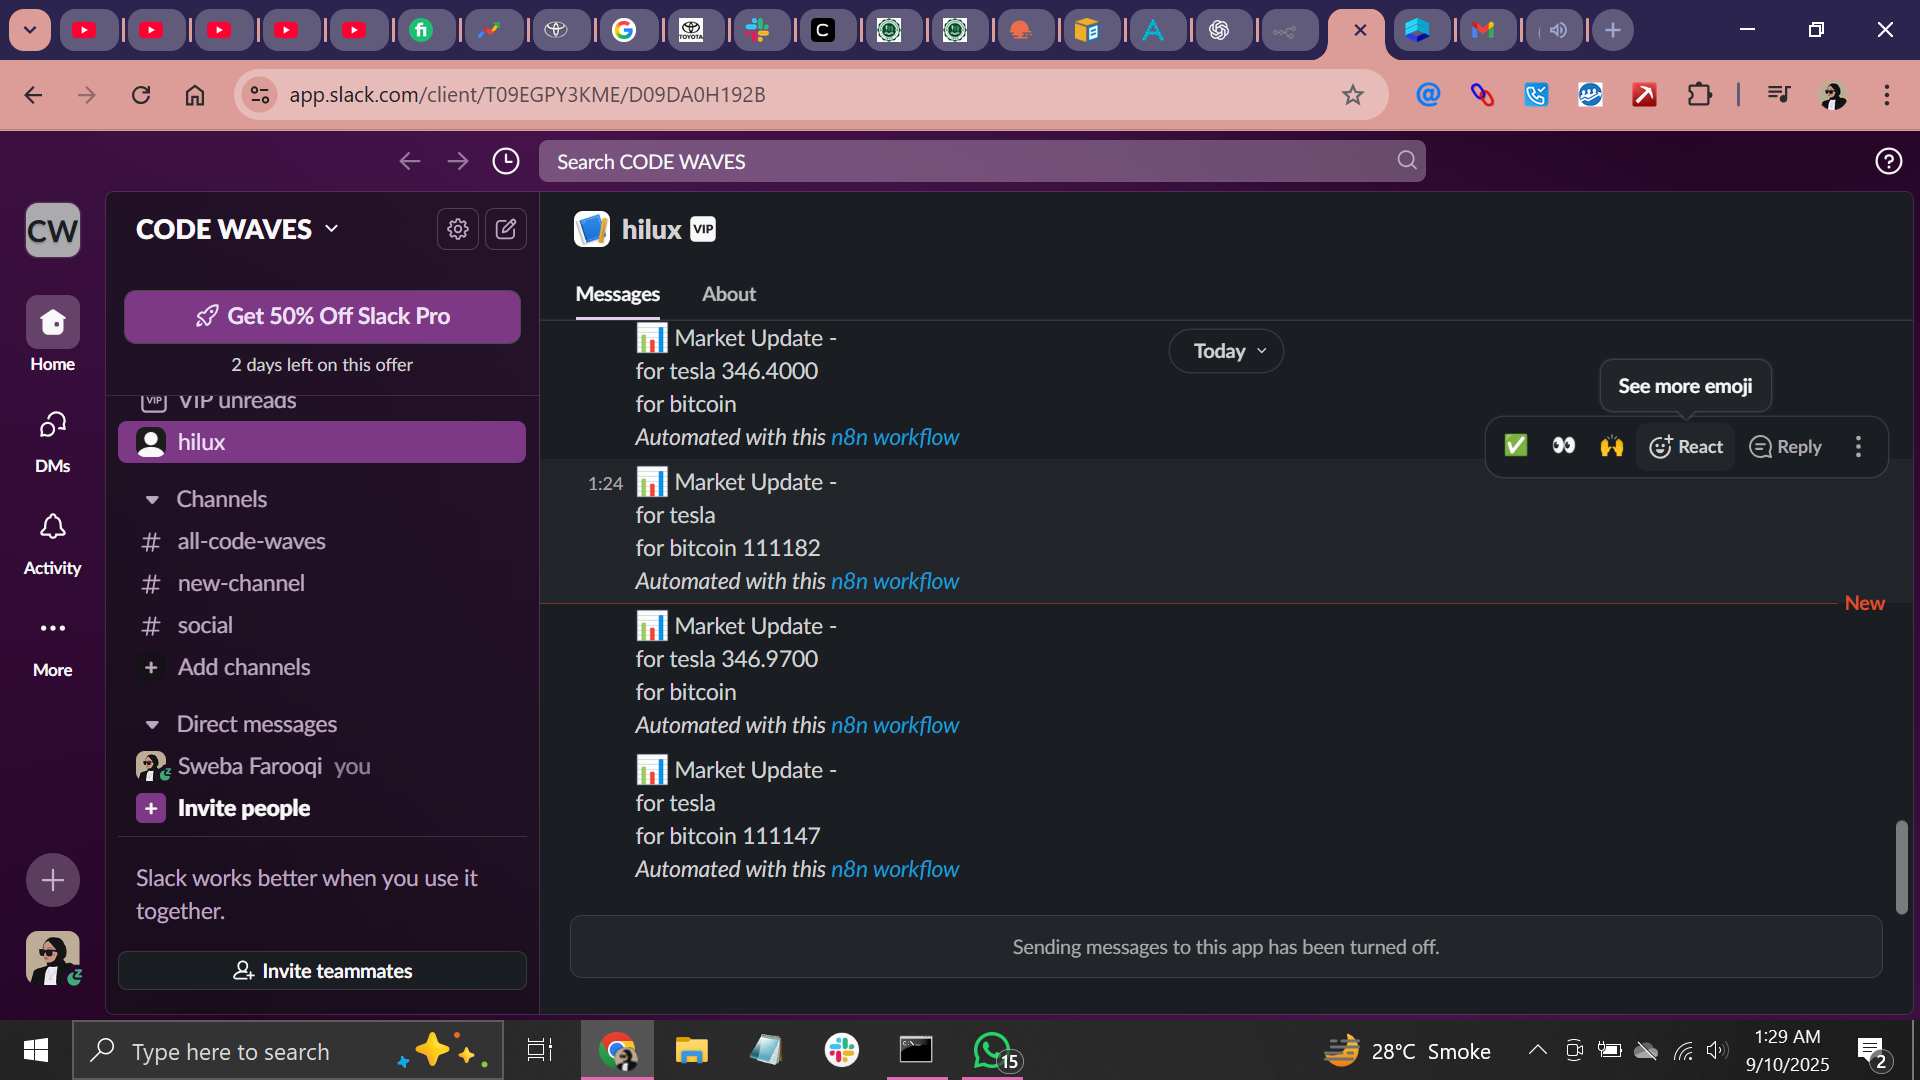 app.slack.com/client/T09EGPY3KME/D09DA0H192B
Search CODE WAVES
CW
CODE WAVES
hilux VIP
Get 50% Off Slack Pro
2 days left on this offer
Home
DMs
Activity
More
VIP VIP unreads
hilux
Channels
# all-code-waves
# new-channel
# social
+ Add channels
Direct messages
Sweba Farooqi you
+ Invite people
Slack works better when you use it
together.
Invite teammates
Messages
About
Today
See more emoji
React
Reply
📊 Market Update -
for tesla 346.4000
for bitcoin
Automated with this n8n workflow
1:24 📊 Market Update -
for tesla
for bitcoin 111182
Automated with this n8n workflow
New
📊 Market Update -
for tesla 346.9700
for bitcoin
Automated with this n8n workflow
📊 Market Update -
for tesla
for bitcoin 111147
Automated with this n8n workflow
Sending messages to this app has been turned off.
Type here to search
15
28°C Smoke
1:29 AM
9/10/2025
2